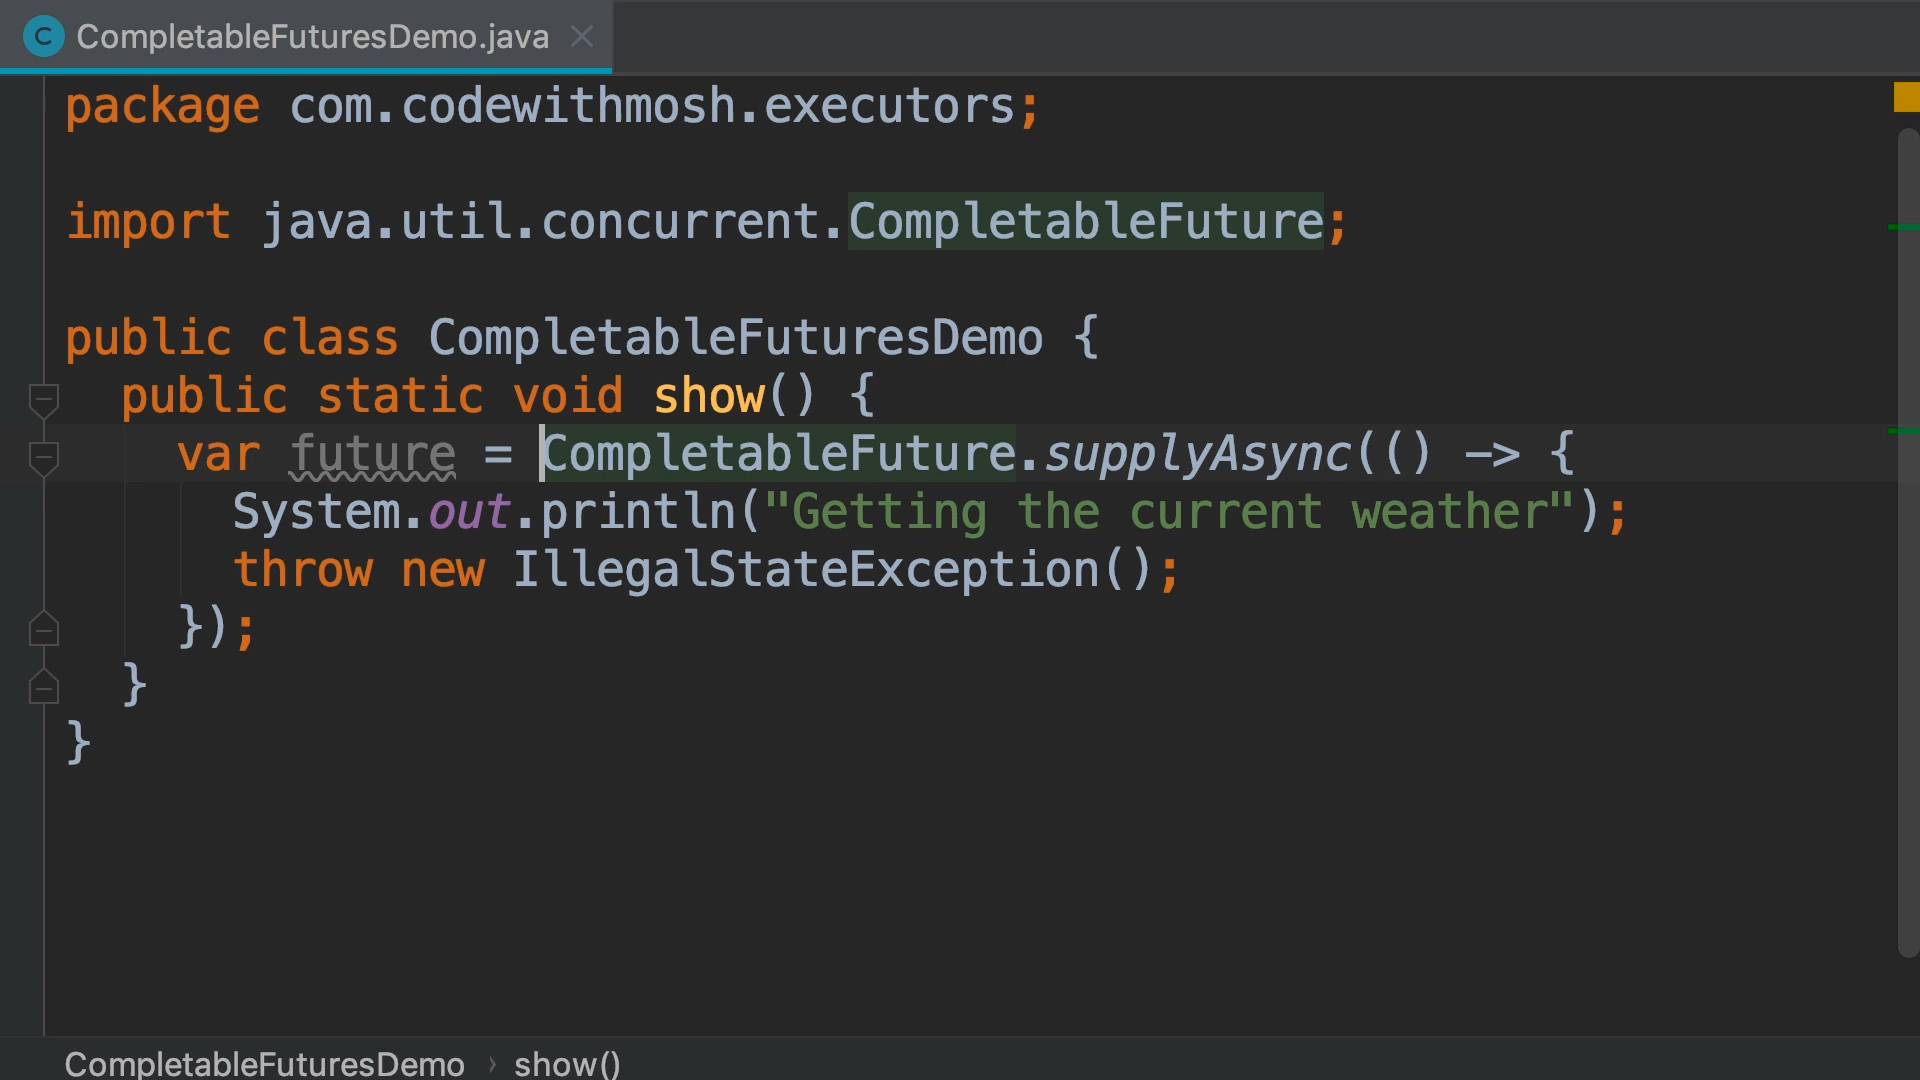 C CompletableFuturesDemo.java
package com.codewithmosh.executors;
import java.util.concurrent.CompletableFuture;
public class CompletableFuturesDemo {
public static void show() {
var future = CompletableFuture.supplyAsync(() -> {
System.out.println("Getting the current weather");
throw new IllegalStateException();
});
}
}
CompletableFuturesDemo › show()